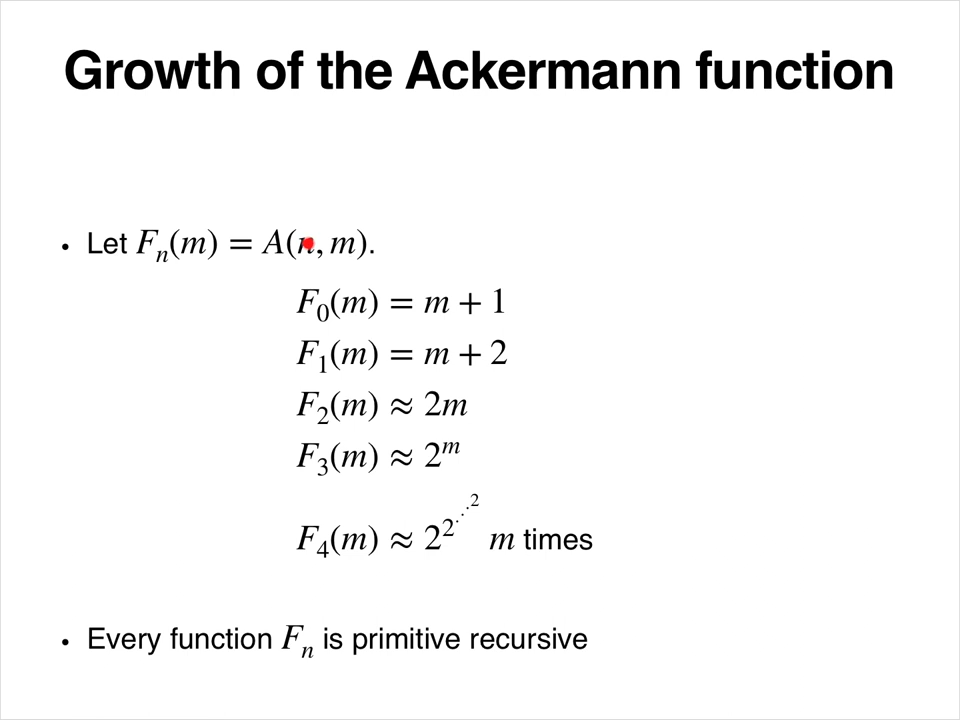 Growth of the Ackermann function
• Let Fₙ(m) = A(n, m).
F₀(m) = m + 1
F₁(m) = m + 2
F₂(m) ≈ 2m
F₃(m) ≈ 2^m
F₄(m) ≈ 2^2^⋰^2 m times
• Every function Fₙ is primitive recursive